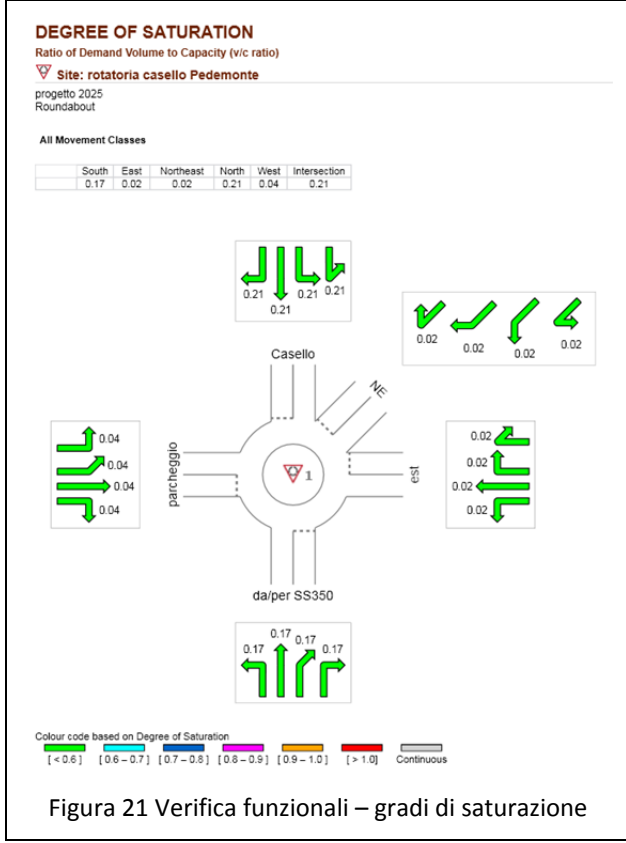 DEGREE OF SATURATION
Ratio of Demand Volume to Capacity (v/c ratio)
Site: rotatoria casello Pedemonte
progetto 2025
Roundabout
All Movement Classes
South East Northeast North West Intersection
0.17 0.02 0.02 0.21 0.04 0.21
0.21 0.21 0.21 0.21
0.02 0.02 0.02 0.02
Casello
NE
0.04
0.04
0.04
0.04
parcheggio
1
est
0.02
0.02
0.02
0.02
da/per SS350
0.17 0.17 0.17 0.17
Colour code based on Degree of Saturation
[ < 0.6 ] [ 0.6 – 0.7 ] [ 0.7 – 0.8 ] [ 0.8 – 0.9 ] [ 0.9 – 1.0 ] [ > 1.0 ] Continuous
Figura 21 Verifica funzionali – gradi di saturazione